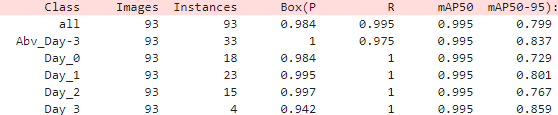 Class Images Instances Box(P R mAP50 mAP50-95):
all 93 93 0.984 0.995 0.995 0.799
Abv_Day-3 93 33 1 0.975 0.995 0.837
Day_0 93 18 0.984 1 0.995 0.729
Day_1 93 23 0.995 1 0.995 0.801
Day_2 93 15 0.997 1 0.995 0.767
Day_3 93 4 0.942 1 0.995 0.859